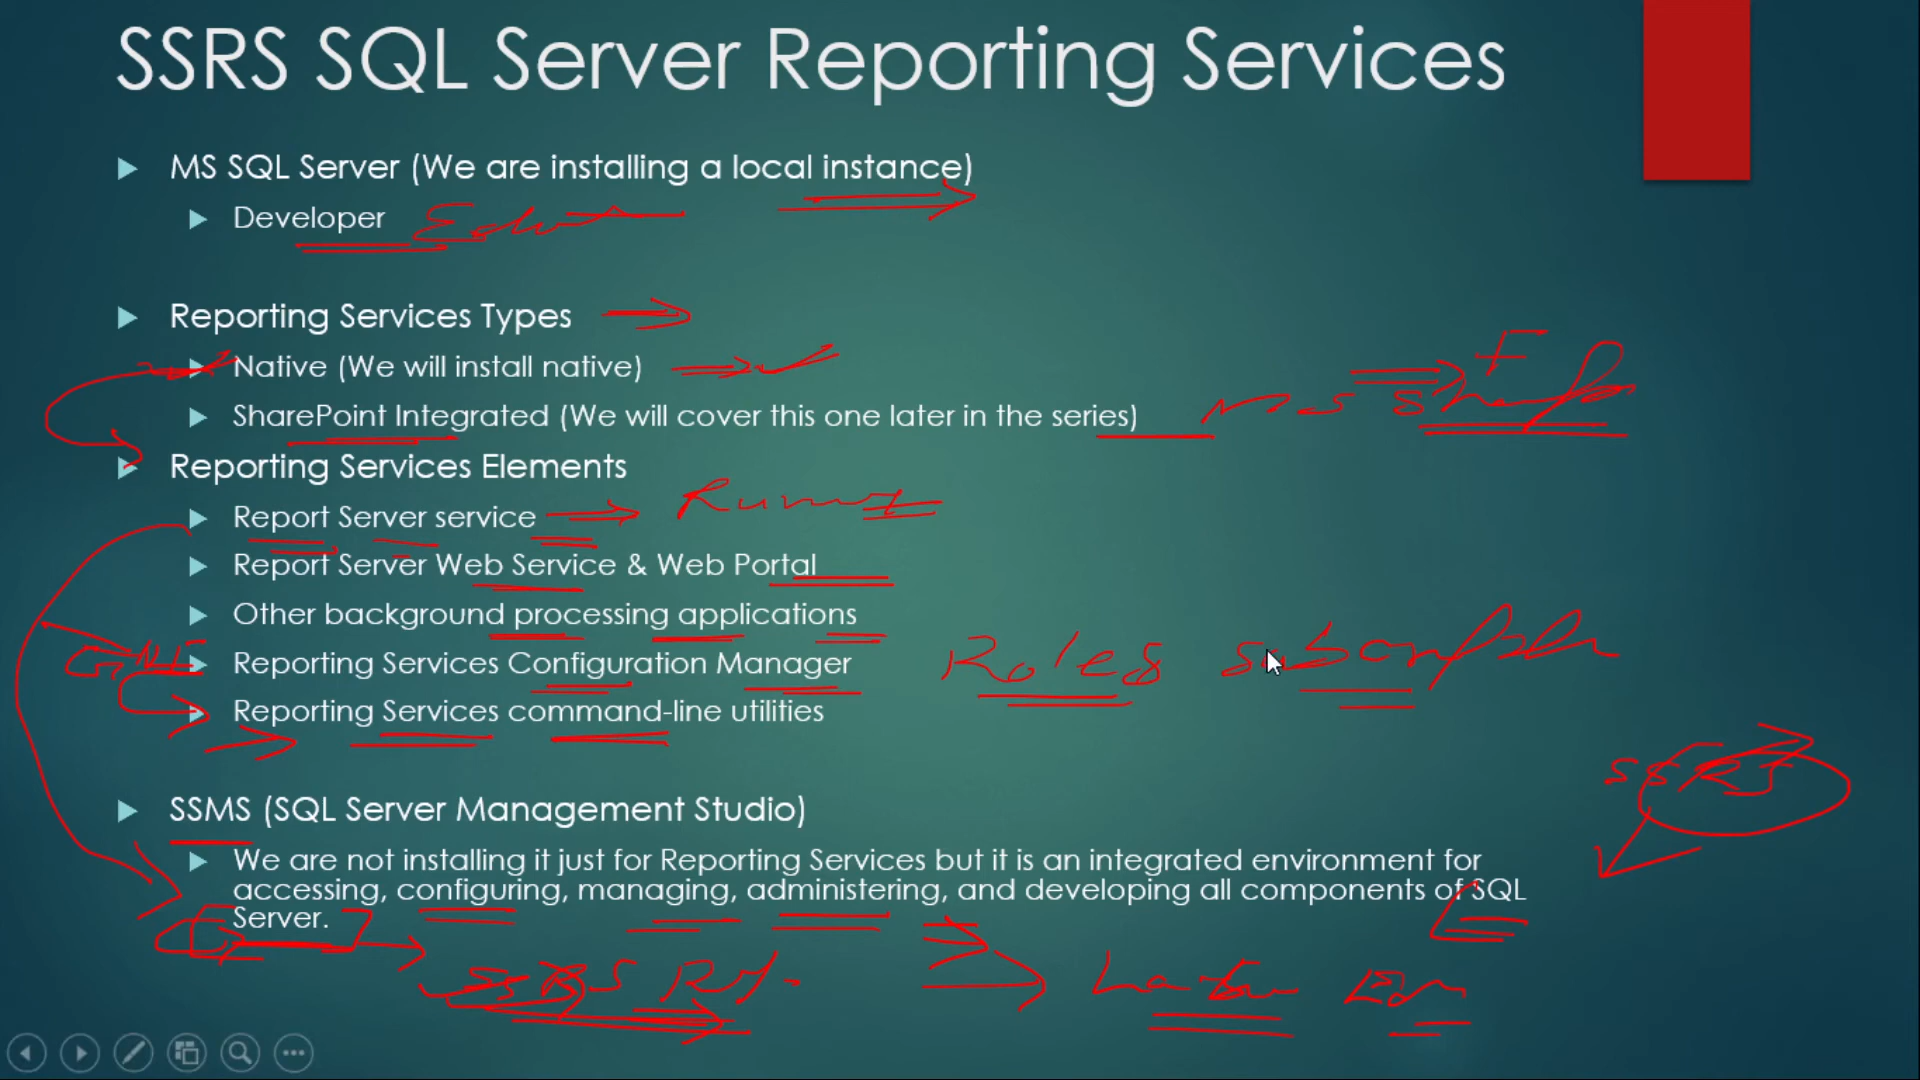 SSRS SQL Server Reporting Services
MS SQL Server (We are installing a local instance)
Developer
Reporting Services Types
Native (We will install native)
SharePoint Integrated (We will cover this one later in the series)
Reporting Services Elements
Report Server service
Report Server Web Service & Web Portal
Other background processing applications
Reporting Services Configuration Manager
Roles
Reporting Services command-line utilities
SSRS
SSMS (SQL Server Management Studio)
We are not installing it just for Reporting Services but it is an integrated environment for
accessing, configuring, managing, administering, and developing all components of SQL
Server.